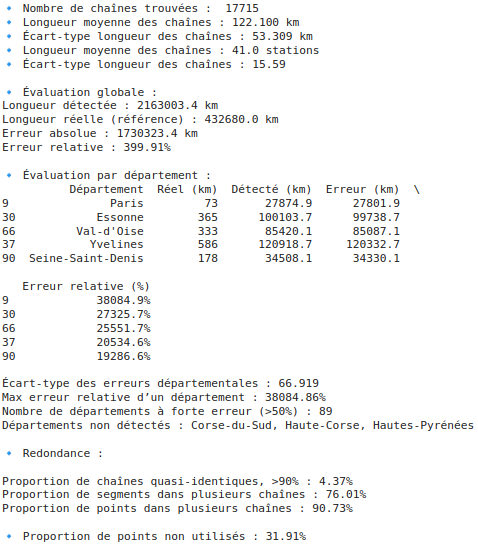 🔹 Nombre de chaînes trouvées :  17715
🔹 Longueur moyenne des chaînes : 122.100 km
🔹 Écart-type longueur des chaînes : 53.309 km
🔹 Longueur moyenne des chaînes : 41.0 stations
🔹 Écart-type longueur des chaînes : 15.59

🔹 Évaluation globale :
Longueur détectée : 2163003.4 km
Longueur réelle (référence) : 432680.0 km
Erreur absolue : 1730323.4 km
Erreur relative : 399.91%

🔹 Évaluation par département :
          Département  Réel (km)  Détecté (km)  Erreur (km)  \
9               Paris         73       27874.9      27801.9
30            Essonne        365      100103.7      99738.7
66         Val-d'Oise        333       85420.1      85087.1
37           Yvelines        586      120918.7     120332.7
90  Seine-Saint-Denis        178       34508.1      34330.1

   Erreur relative (%)
9             38084.9%
30            27325.7%
66            25551.7%
37            20534.6%
90            19286.6%

Écart-type des erreurs départementales : 66.919
Max erreur relative d’un département : 38084.86%
Nombre de départements à forte erreur (>50%) : 89
Départements non détectés : Corse-du-Sud, Haute-Corse, Hautes-Pyrénées

🔹 Redondance :

Proportion de chaînes quasi-identiques, >90% : 4.37%
Proportion de segments dans plusieurs chaînes : 76.01%
Proportion de points dans plusieurs chaînes : 90.73%

🔹 Proportion de points non utilisés : 31.91%